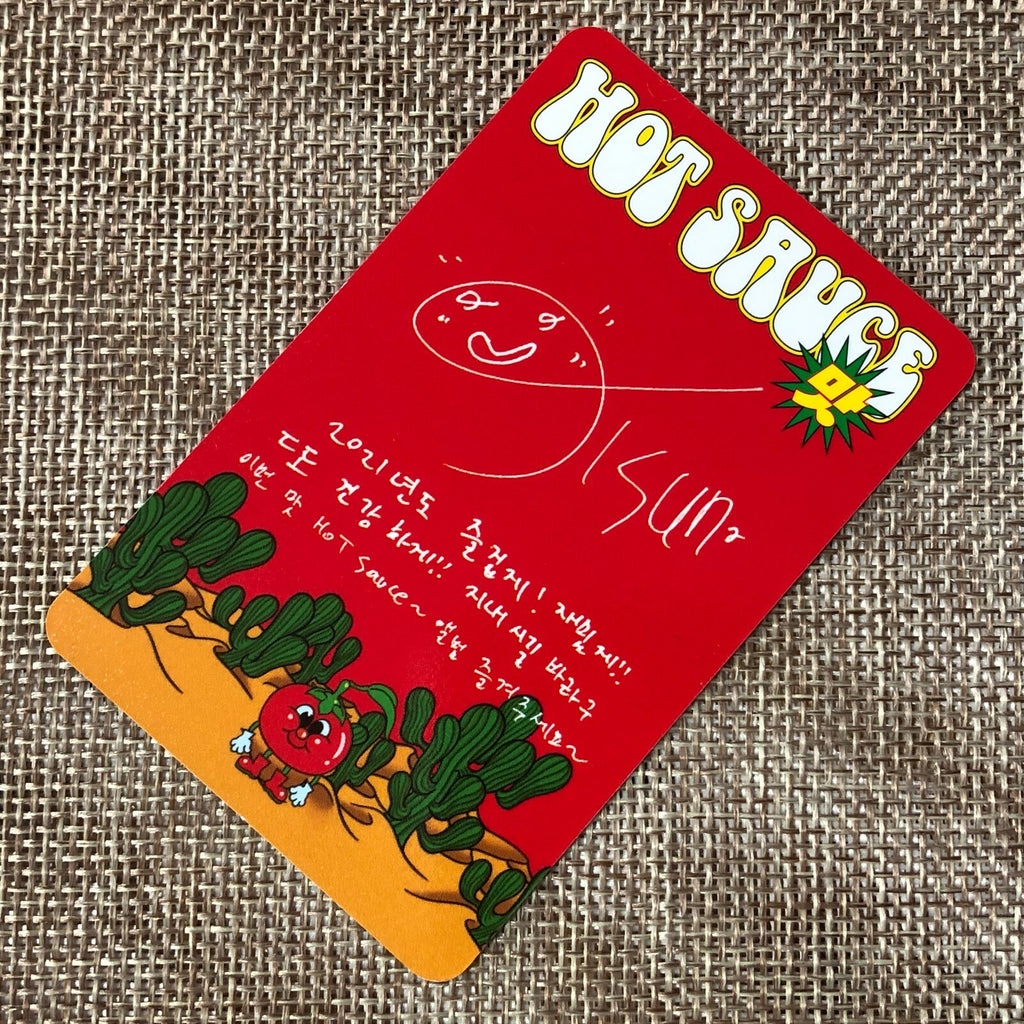 HOT SAUCE
맛
JISUN
2021년도 즐겁게! 재밌게!!
또 건강하게!! 지내시길 바라구
이번 맛 HOT Sauce~ 앨범 즐겨주세요~